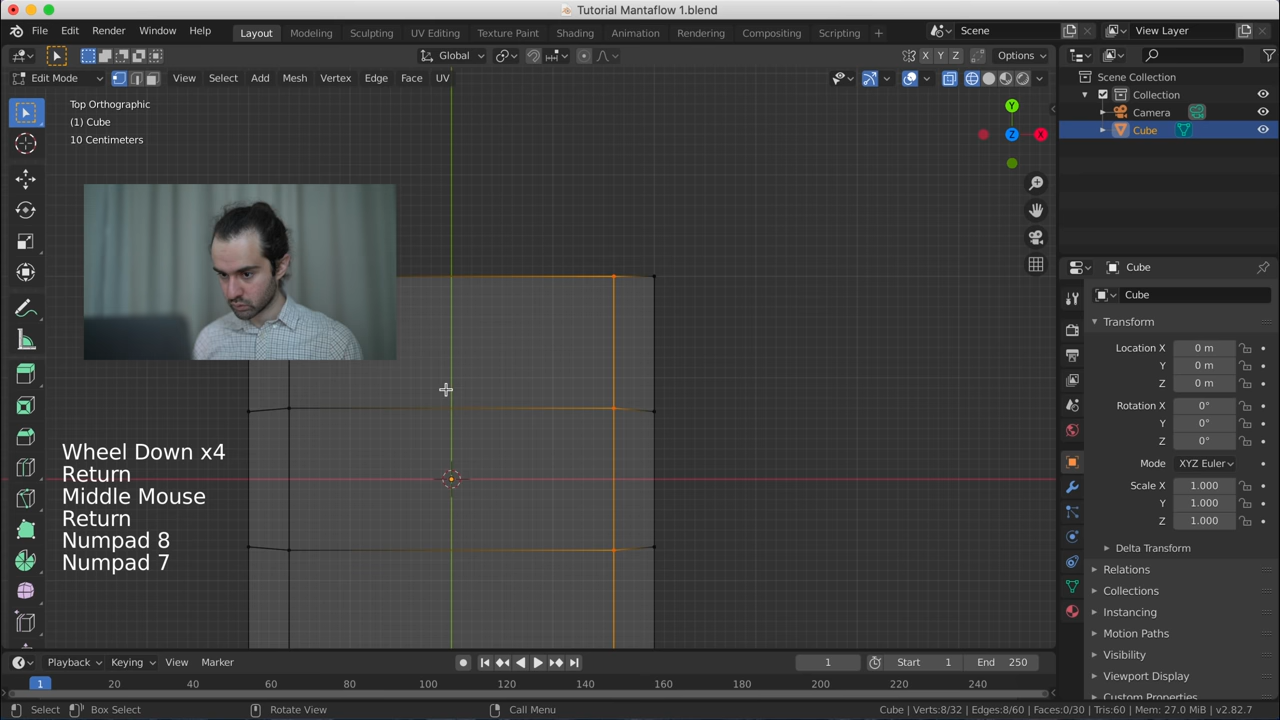 Tutorial Mantaflow 1.blend
File Edit Render Window Help Layout Modeling Sculpting UV Editing Texture Paint Shading Animation Rendering Compositing Scripting Scene View Layer
Global X Y Z Options
Edit Mode View Select Add Mesh Vertex Edge Face UV
Top Orthographic
(1) Cube
10 Centimeters
Y
Z
X
Wheel Down x4
Return
Middle Mouse
Return
Numpad 8
Numpad 7
Scene Collection
Collection
Camera
Cube
Cube
Cube
Transform
Location X 0 m
Y 0 m
Z 0 m
Rotation X 0°
Y 0°
Z 0°
Mode XYZ Euler
Scale X 1.000
Y 1.000
Z 1.000
Delta Transform
Relations
Collections
Instancing
Motion Paths
Visibility
Viewport Display
Custom Properties
Playback Keying View Marker 1 Start 1 End 250
1 20 40 60 80 100 120 140 160 180 200 220 240
Select Box Select Rotate View Call Menu Cube | Verts:8/32 | Edges:8/60 | Faces:0/30 | Tris:60 | Mem: 27.0 MiB | v2.82.7